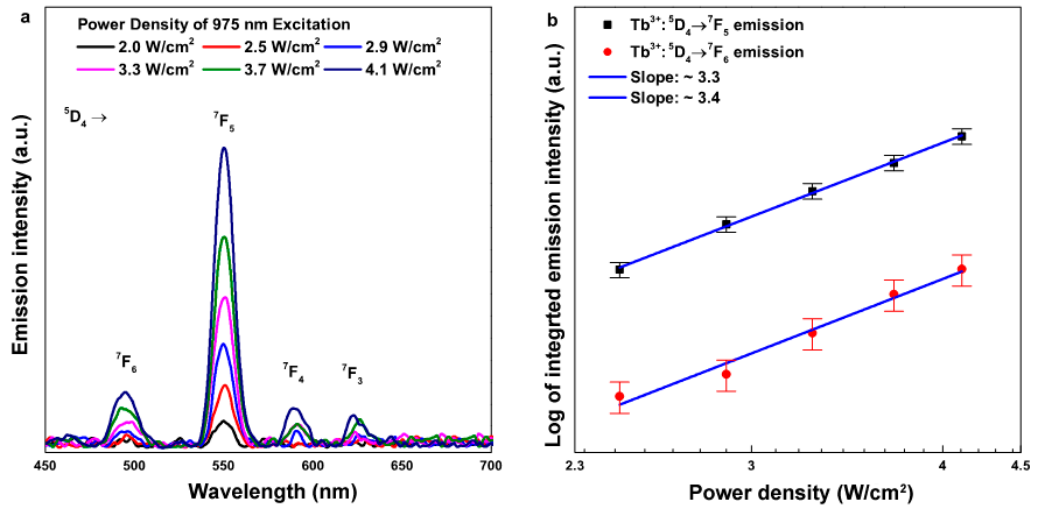 a
Power Density of 975 nm Excitation
2.0 W/cm² 2.5 W/cm² 2.9 W/cm²
3.3 W/cm² 3.7 W/cm² 4.1 W/cm²
⁵D₄ →
⁷F₅
⁷F₆
⁷F₄
⁷F₃
Emission intensity (a.u.)
450 500 550 600 650 700
Wavelength (nm)
b
Tb³⁺: ⁵D₄→⁷F₅ emission
Tb³⁺: ⁵D₄→⁷F₆ emission
Slope: ~ 3.3
Slope: ~ 3.4
Log of integrted emission intensity (a.u.)
2.3 3 4 4.5
Power density (W/cm²)